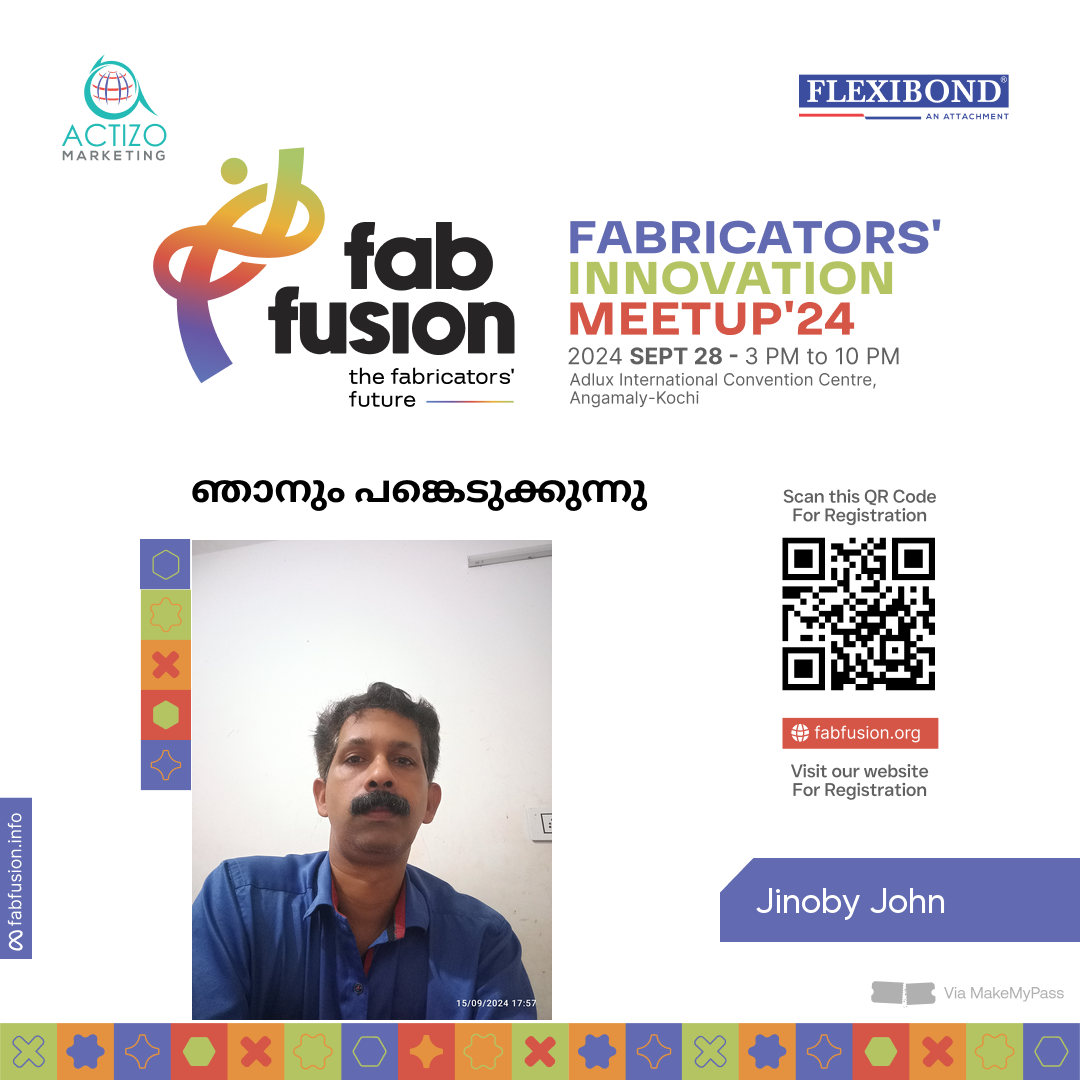 ACTIZO
MARKETING
FLEXIBOND®
AN ATTACHMENT
fab
fusion
the fabricators'
future
FABRICATORS'
INNOVATION
MEETUP'24
2024 SEPT 28 - 3 PM to 10 PM
Adlux International Convention Centre,
Angamaly-Kochi
ഞാനും പങ്കെടുക്കുന്നു
Scan this QR Code
For Registration
fabfusion.org
Visit our website
For Registration
fabfusion.info
15/09/2024 17:57
Jinoby John
Via MakeMyPass